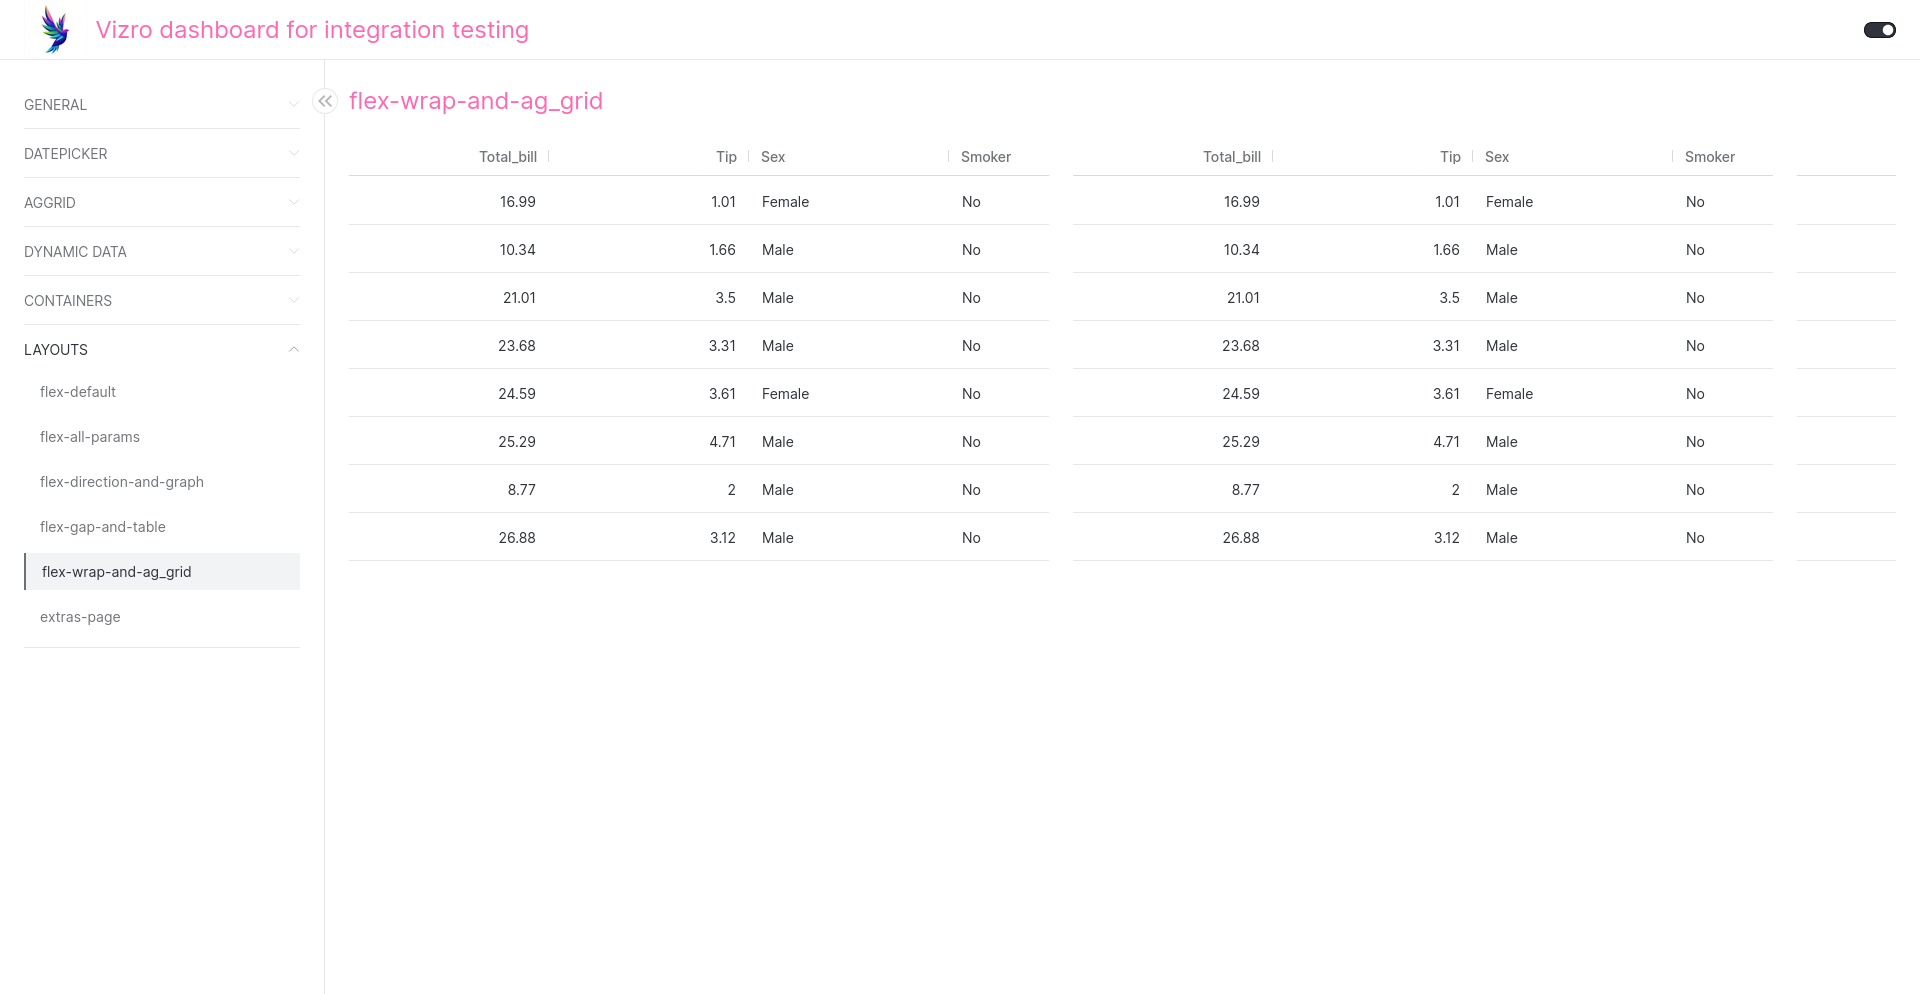 Vizro dashboard for integration testing
GENERAL
DATEPICKER
AGGRID
DYNAMIC DATA
CONTAINERS
LAYOUTS
flex-default
flex-all-params
flex-direction-and-graph
flex-gap-and-table
flex-wrap-and-ag_grid
extras-page
flex-wrap-and-ag_grid
Total_bill Tip Sex Smoker Total_bill Tip Sex Smoker
16.99 1.01 Female No 16.99 1.01 Female No
10.34 1.66 Male No 10.34 1.66 Male No
21.01 3.5 Male No 21.01 3.5 Male No
23.68 3.31 Male No 23.68 3.31 Male No
24.59 3.61 Female No 24.59 3.61 Female No
25.29 4.71 Male No 25.29 4.71 Male No
8.77 2 Male No 8.77 2 Male No
26.88 3.12 Male No 26.88 3.12 Male No